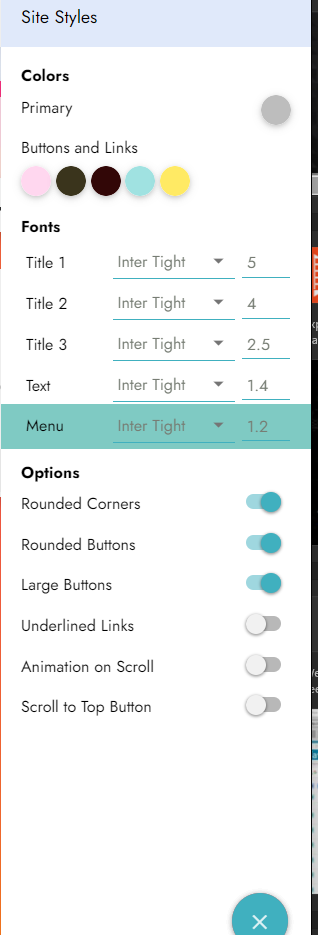 Site Styles
Colors
Primary
Buttons and Links
Fonts
Title 1 Inter Tight 5
Title 2 Inter Tight 4
Title 3 Inter Tight 2.5
Text Inter Tight 1.4
Menu Inter Tight 1.2
Options
Rounded Corners
Rounded Buttons
Large Buttons
Underlined Links
Animation on Scroll
Scroll to Top Button